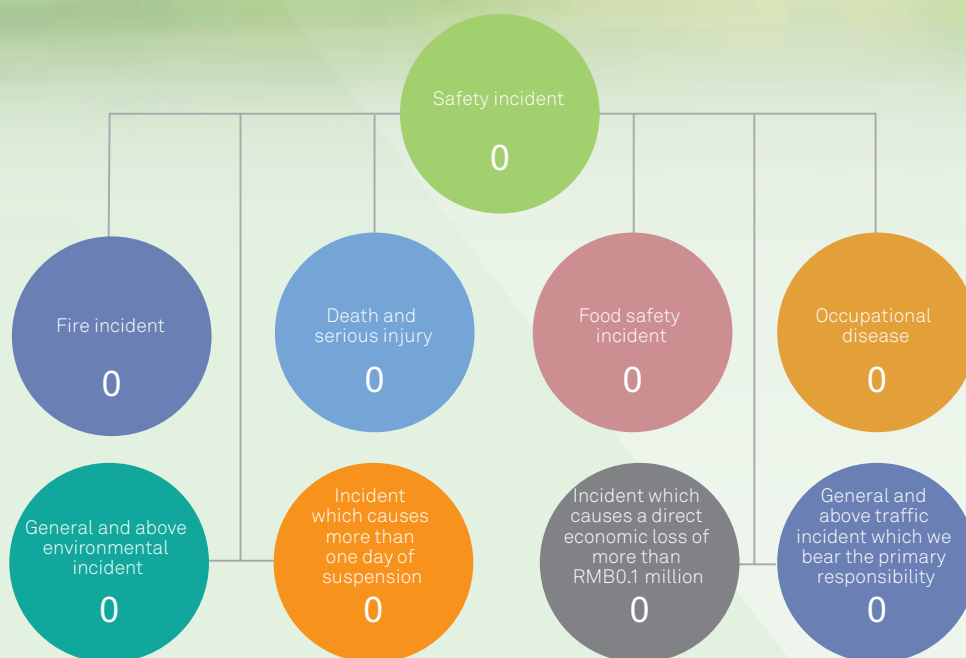 Safety incident
0
Fire incident
0
Death and
serious injury
0
Food safety
incident
0
Occupational
disease
0
General and above
environmental
incident
0
Incident
which causes
more than
one day of
suspension
0
Incident which
causes a direct
economic loss of
more than
RMB0.1 million
0
General and
above traffic
incident which we
bear the primary
responsibility
0